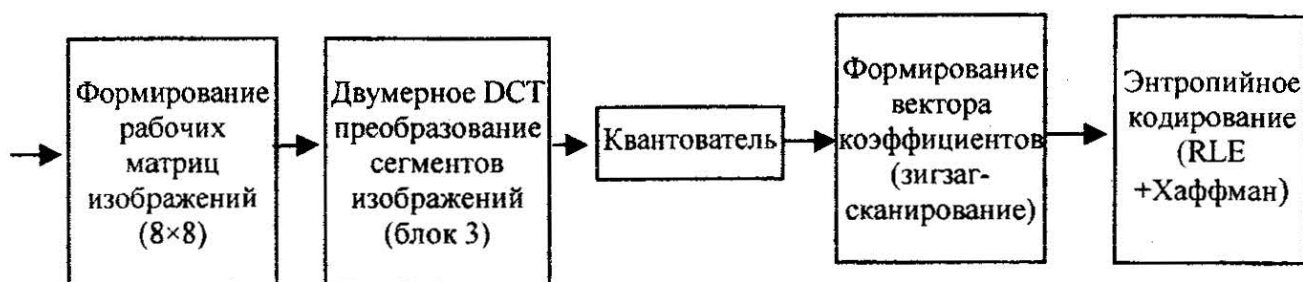 Формирование
рабочих
матриц
изображений
(8×8)
Двумерное DCT
преобразование
сегментов
изображений
(блок 3)
Квантователь
Формирование
вектора
коэффициентов
(зигзаг-
сканирование)
Энтропийное
кодирование
(RLE
+Хаффман)